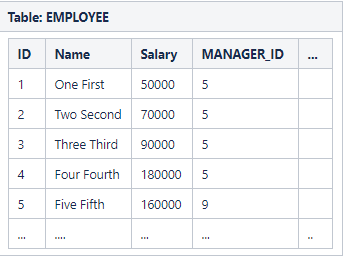 Table: EMPLOYEE
ID Name Salary MANAGER_ID ...
1 One First 50000 5
2 Two Second 70000 5
3 Three Third 90000 5
4 Four Fourth 180000 5
5 Five Fifth 160000 9
... .... ... ... ..